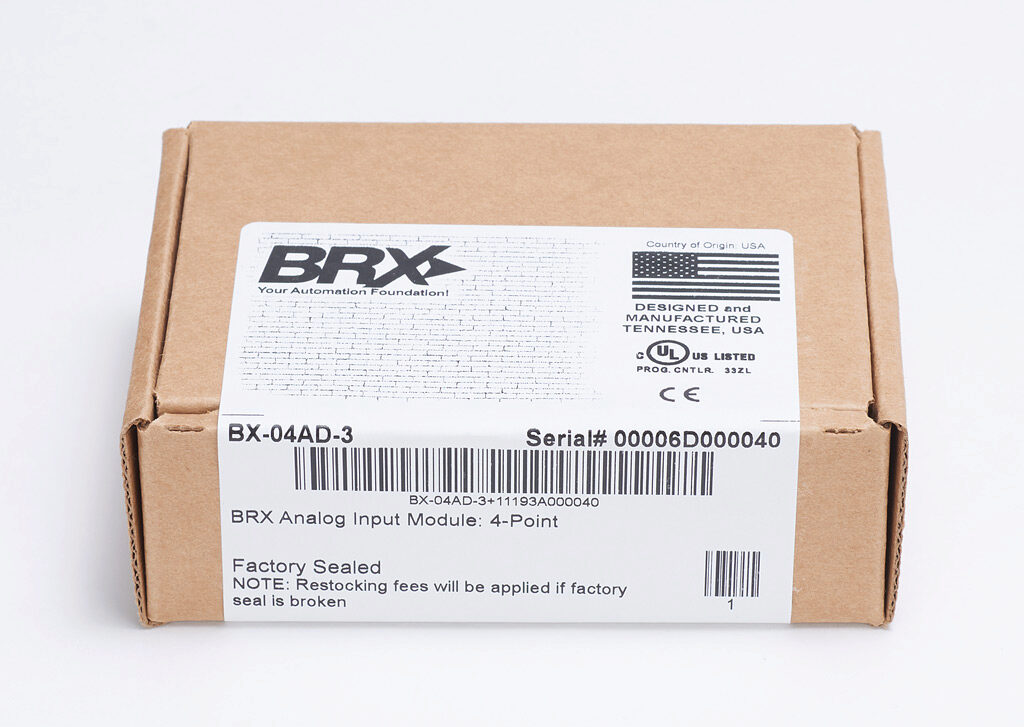 BRX
Your Automation Foundation!
Country of Origin: USA
DESIGNED and
MANUFACTURED
TENNESSEE, USA
C UL US LISTED
PROG. CNTLR. 33ZL
CE
BX-04AD-3 Serial# 00006D000040
BX-04AD-3+11193A000040
BRX Analog Input Module: 4-Point
Factory Sealed
NOTE: Restocking fees will be applied if factory
seal is broken
1